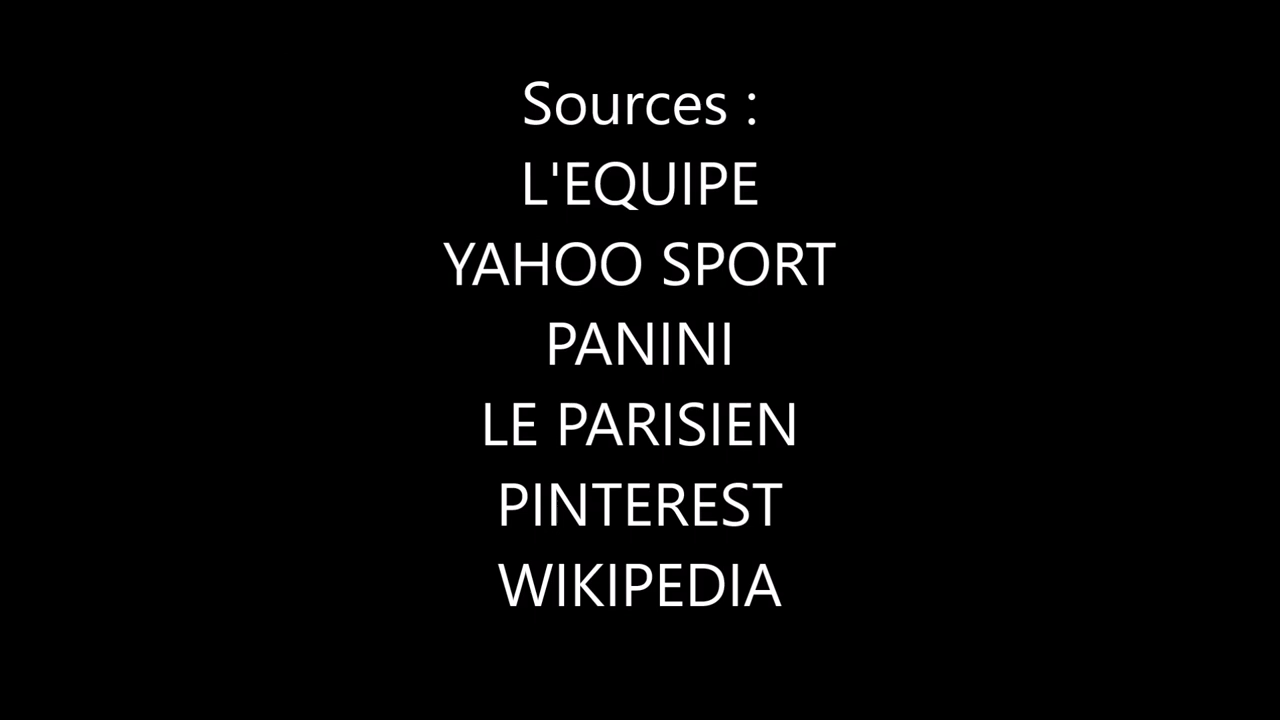 Sources :
L'EQUIPE
YAHOO SPORT
PANINI
LE PARISIEN
PINTEREST
WIKIPEDIA